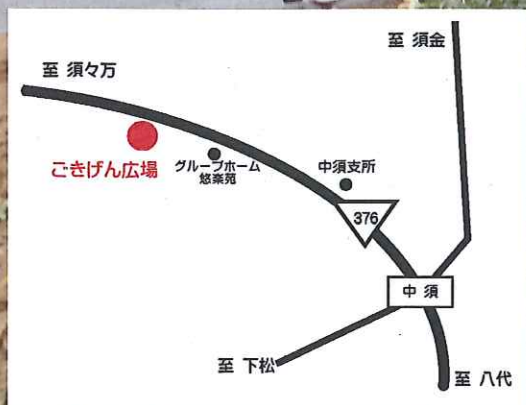 至 須金
至 須々万
ごきげん広場
グループホーム
悠楽苑
中須支所
376
中 須
至 下松
至 八代